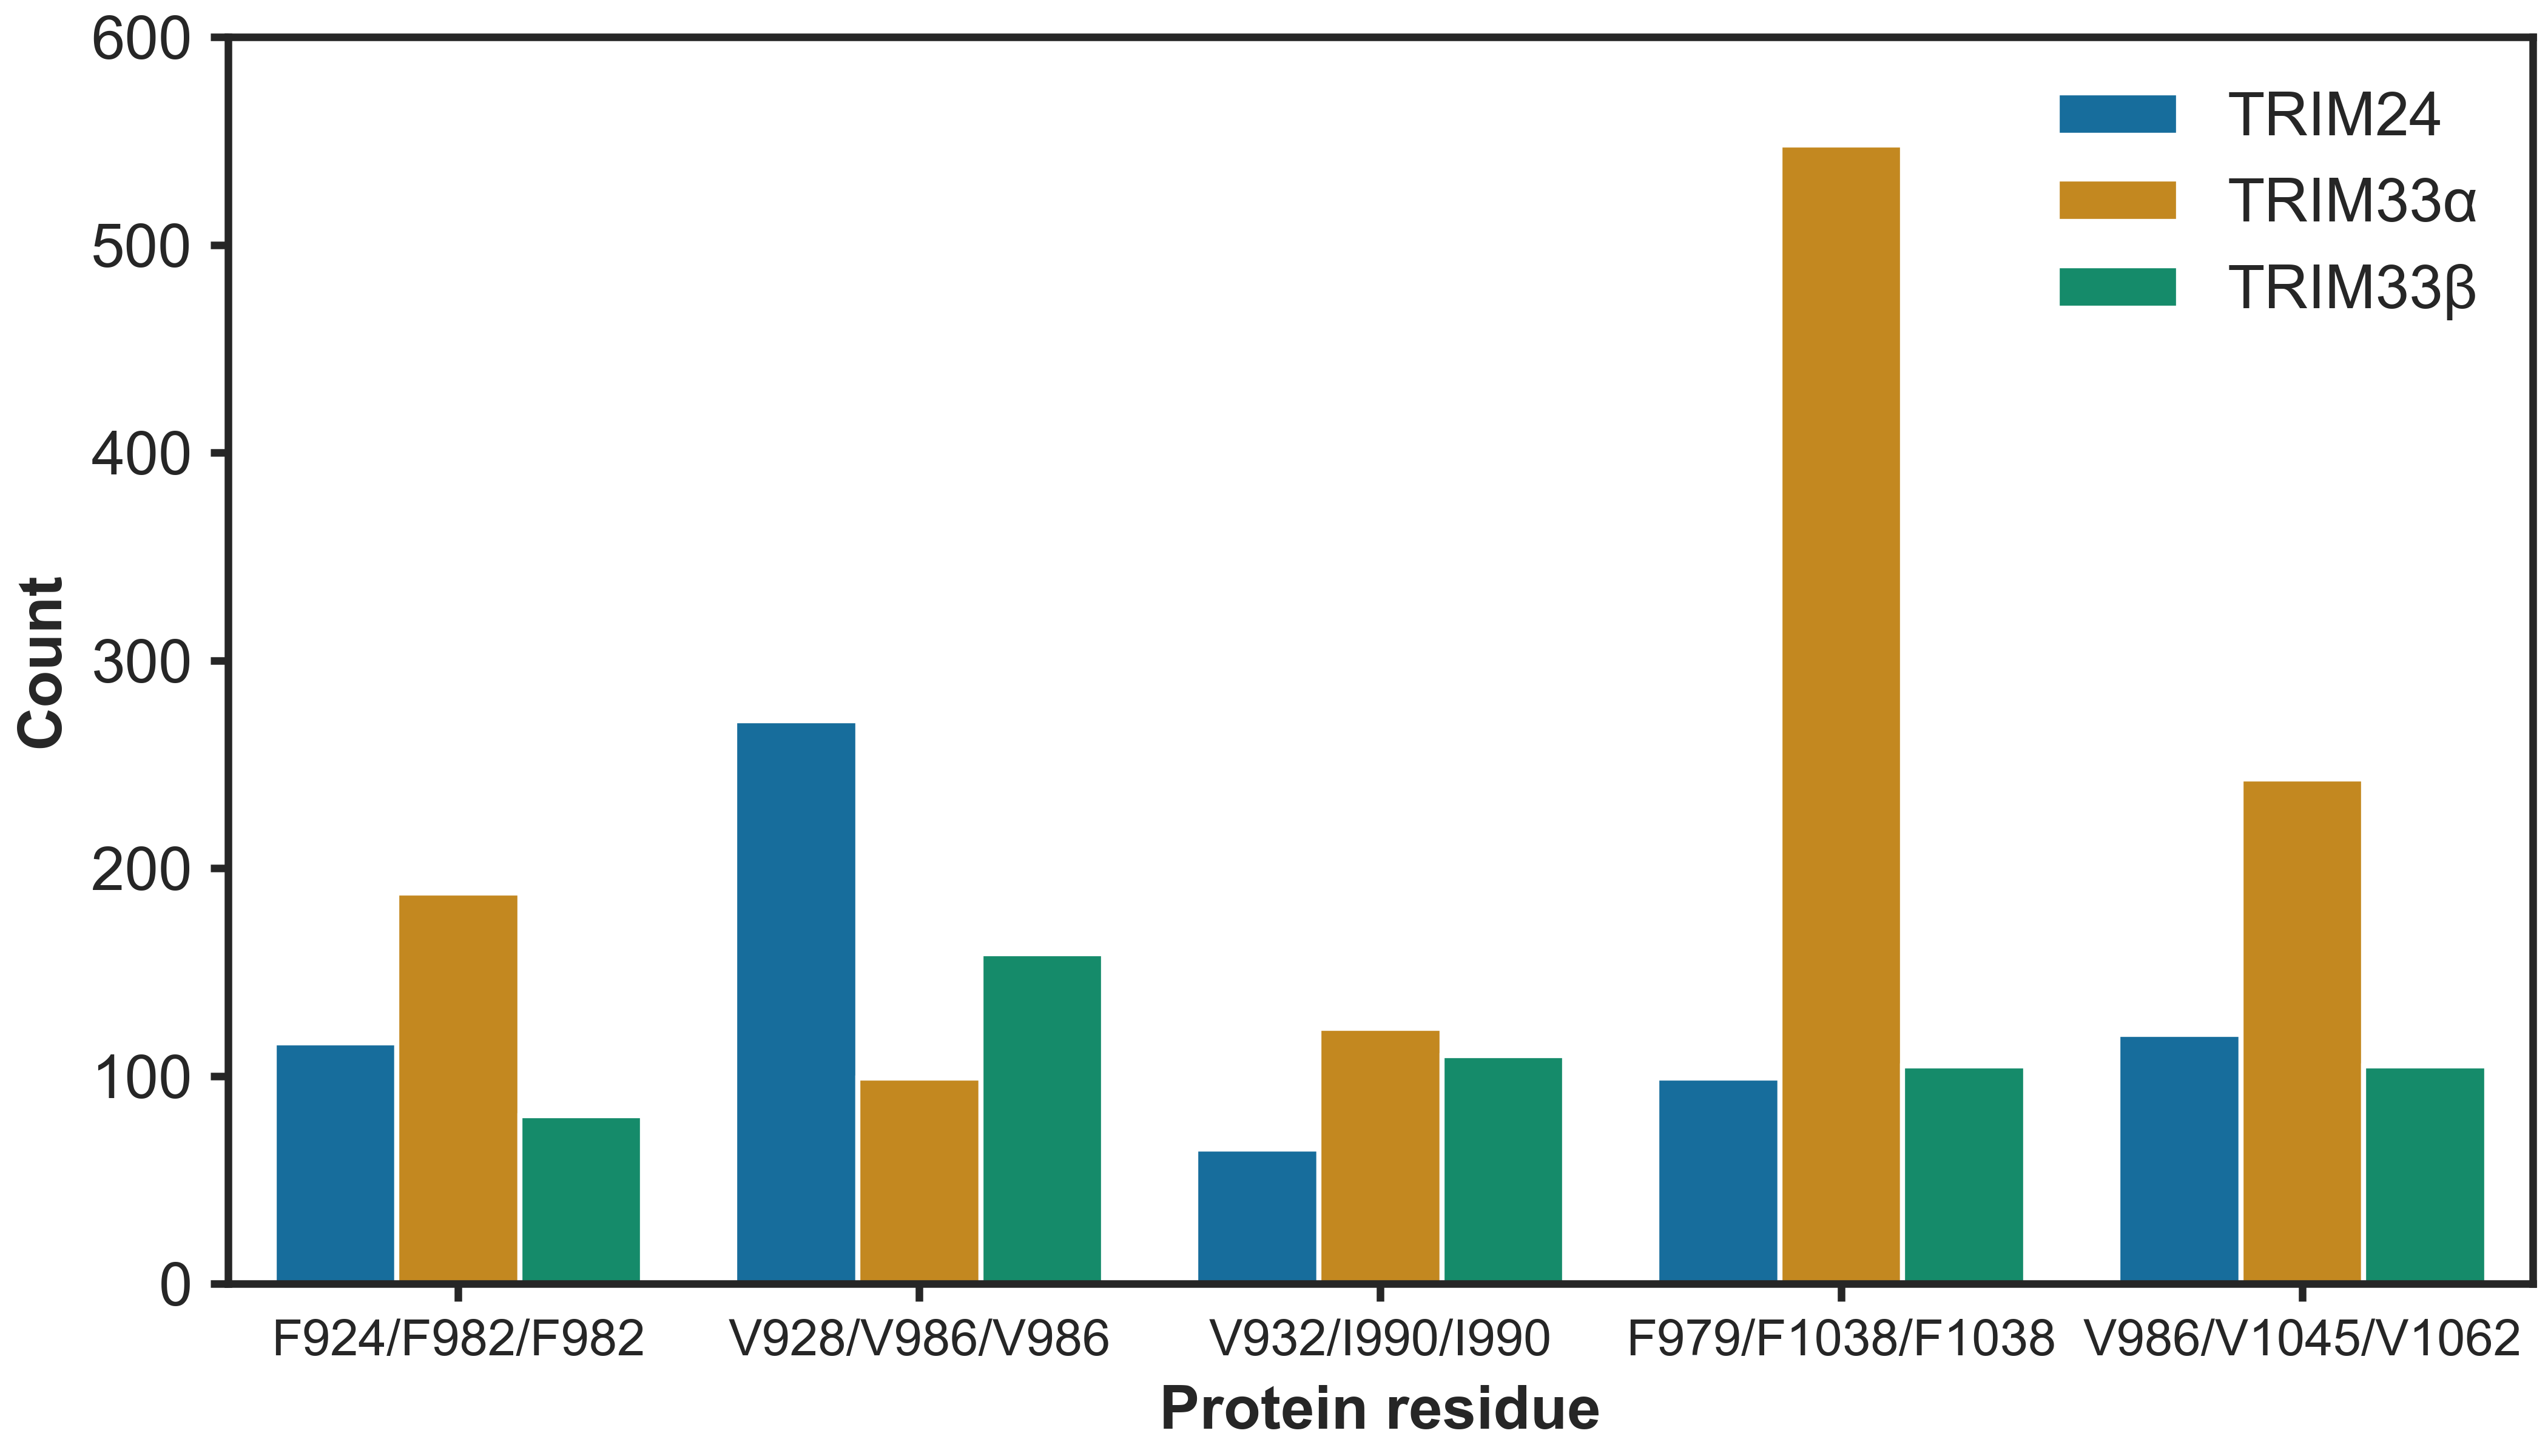 600
500
400
300
200
100
0
Count
TRIM24
TRIM33α
TRIM33β
F924/F982/F982
V928/V986/V986
V932/I990/I990
F979/F1038/F1038
V986/V1045/V1062
Protein residue